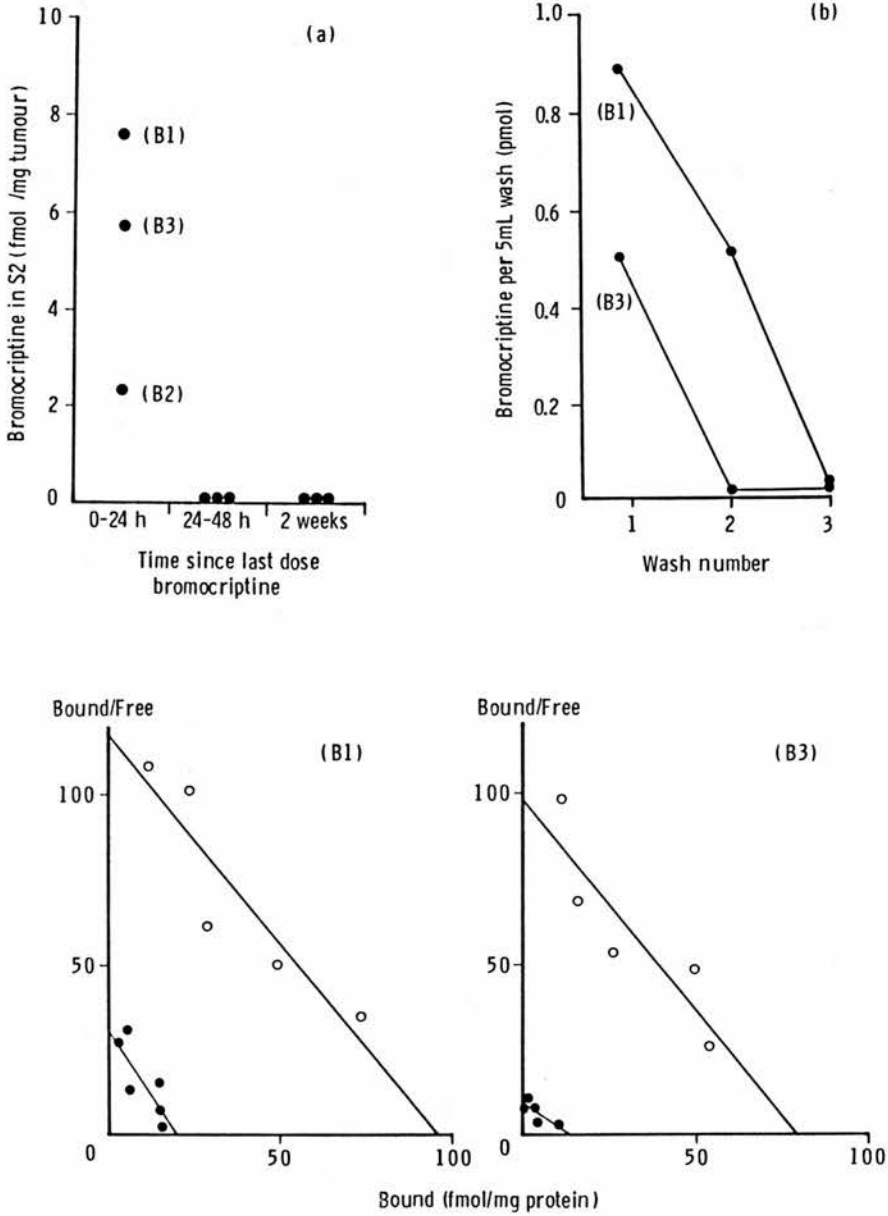 (a)
Bromocriptine in S2 (fmol /mg tumour)
10
8
6
4
2
0
(B1)
(B3)
(B2)
0-24 h
24-48 h
2 weeks
Time since last dose
bromocriptine
(b)
Bromocriptine per 5mL wash (pmol)
1.0
0.8
0.6
0.4
0.2
0
(B1)
(B3)
1
2
3
Wash number
Bound/Free
(B1)
100
50
0
50
100
Bound/Free
(B3)
100
50
0
50
100
Bound (fmol/mg protein)